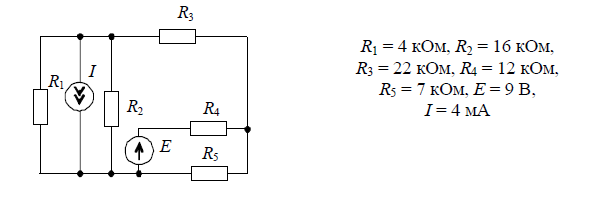 R3
R1
I
R2
R4
E
R5
R1 = 4 кОм, R2 = 16 кОм,
R3 = 22 кОм, R4 = 12 кОм,
R5 = 7 кОм, E = 9 В,
I = 4 мА